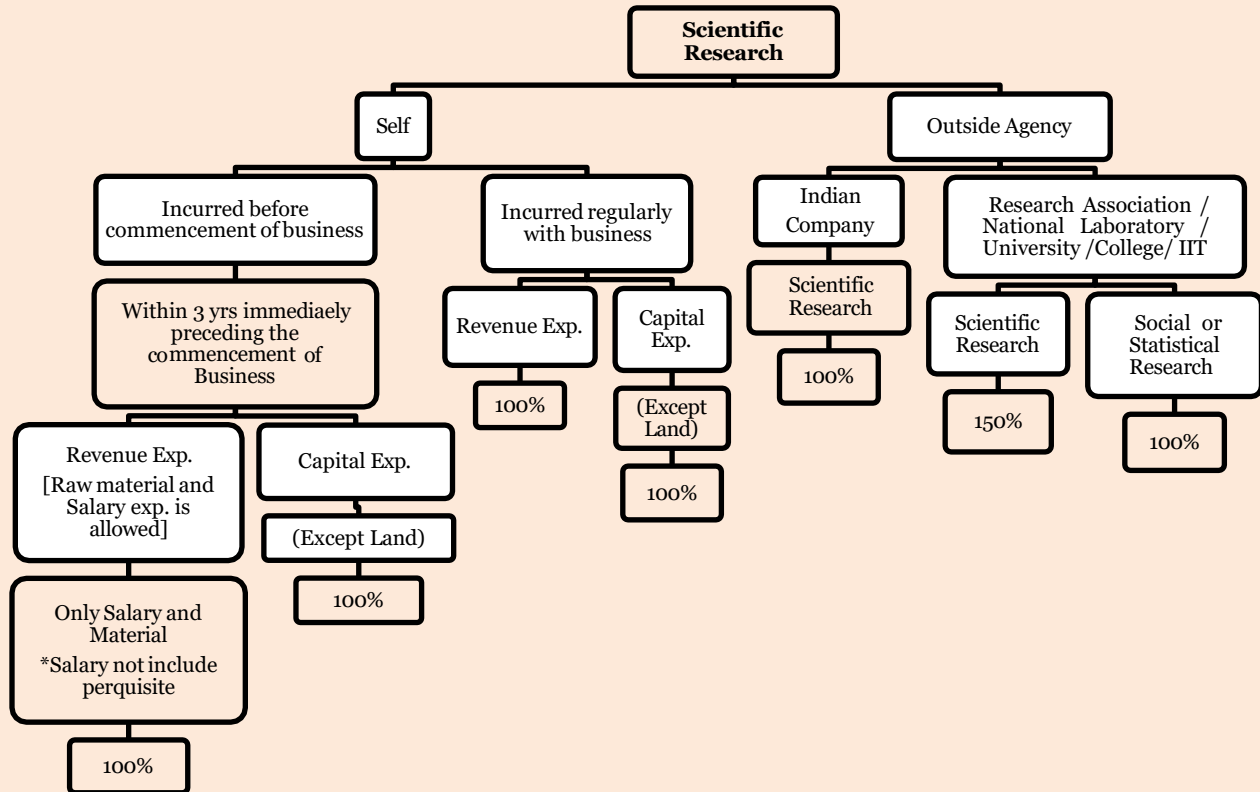 Scientific
Research
Self
Outside Agency
Incurred before
commencement of business
Incurred regularly
with business
Indian
Company
Research Association /
National Laboratory /
University /College/ IIT
Within 3 yrs immediaely
preceding the
commencement of
Business
Revenue Exp.
Capital
Exp.
Scientific
Research
Scientific
Research
Social or
Statistical
Research
100%
(Except
Land)
100%
150%
100%
Revenue Exp.
[Raw material and
Salary exp. is
allowed]
Capital Exp.
100%
(Except Land)
100%
Only Salary and
Material
*Salary not include
perquisite
100%